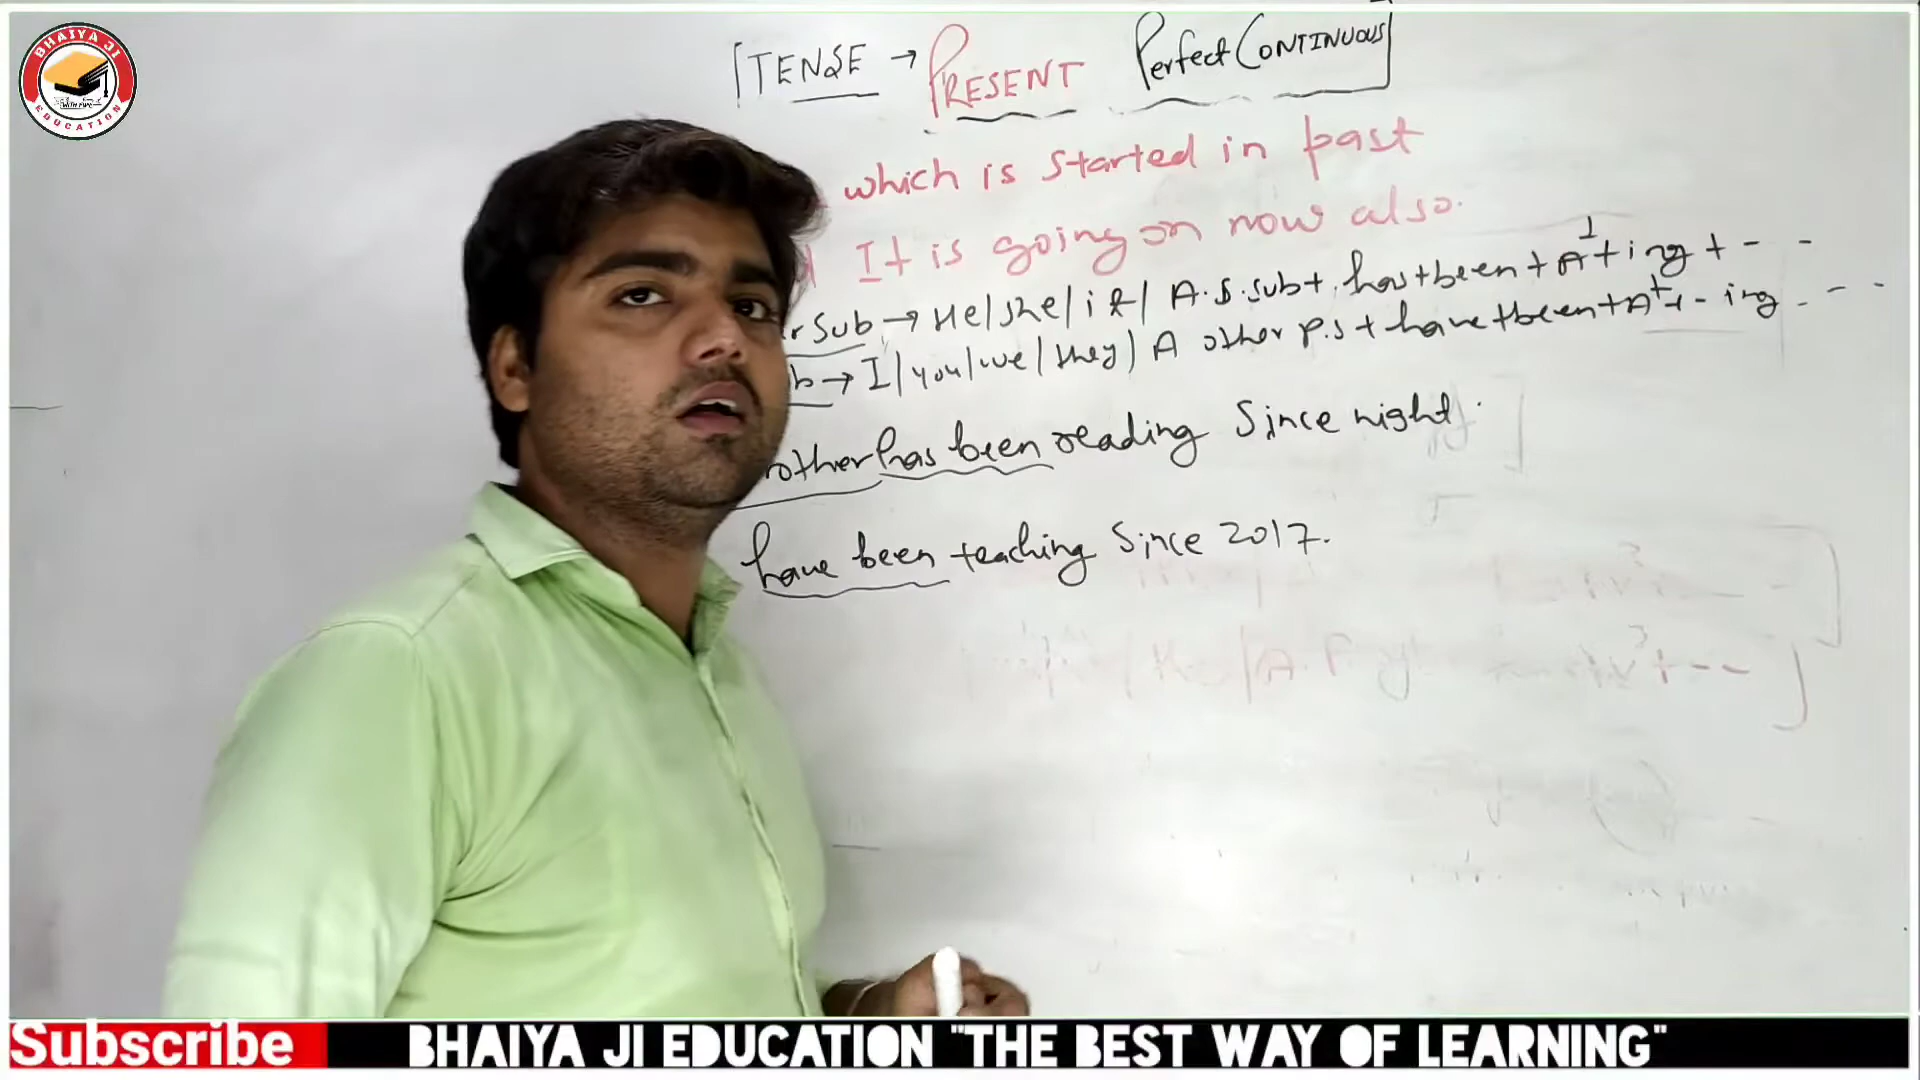 BHAIYA JI
EDUCATION
TENSE → PRESENT Perfect CONTINUOUS
which is started in past
It is going on now also.
r Sub → He/she/it/ A.S.Sub+ has+been+A¹+ing+--
b → I/you/we/they/ A other P.S + have+been+A¹+-ing---
other has been reading Since night.
have been teaching Since 2017.
Subscribe BHAIYA JI EDUCATION "THE BEST WAY OF LEARNING"